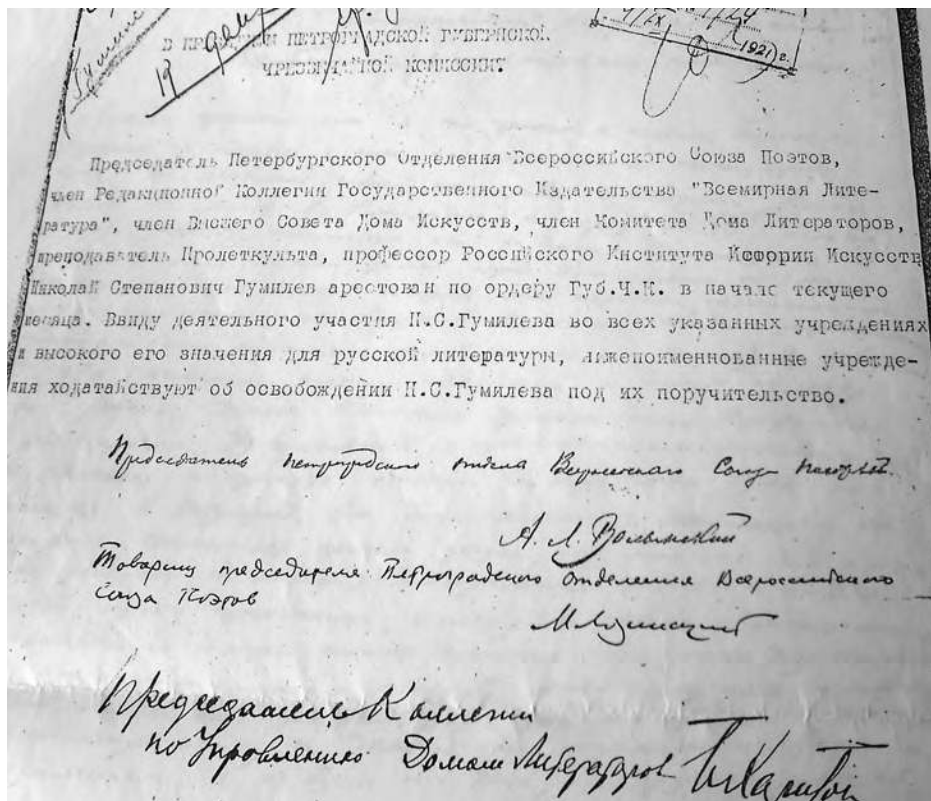 В ПРЕЗИДИУМ ПЕТРОГРАДСКОЙ ГУБЕРНСКОЙ
ЧРЕЗВЫЧАЙНОЙ КОМИССИИ.
1921 г.
Председатель Петербургского Отделения Всероссийского Союза Поэтов,
член Редакционной Коллегии Государственного Издательства "Всемирная Лите-
ратура", член Высшего Совета Дома Искусств, член Комитета Дома Литераторов,
преподаватель Пролеткульта, профессор Российского Института Истории Искусств
Николай Степанович Гумилев арестован по ордеру Губ.Ч.К. в начале текущего
месяца. Ввиду деятельного участия Н.С.Гумилева во всех указанных учреждениях
и высокого его значения для русской литературы, нижепоименнованные учрежде-
ния ходатайствуют об освобождении Н.С.Гумилева под их поручительство.
Председатель Петроградского отдела Всероссийского Союза Писателей.
А. Л. Волынский
Товарищ председателя Петроградского отделения Всероссийского
Союза Поэтов
М. Лозинский
Председатель Коллегии
по Управлению Домом Литераторов Б. Харитон